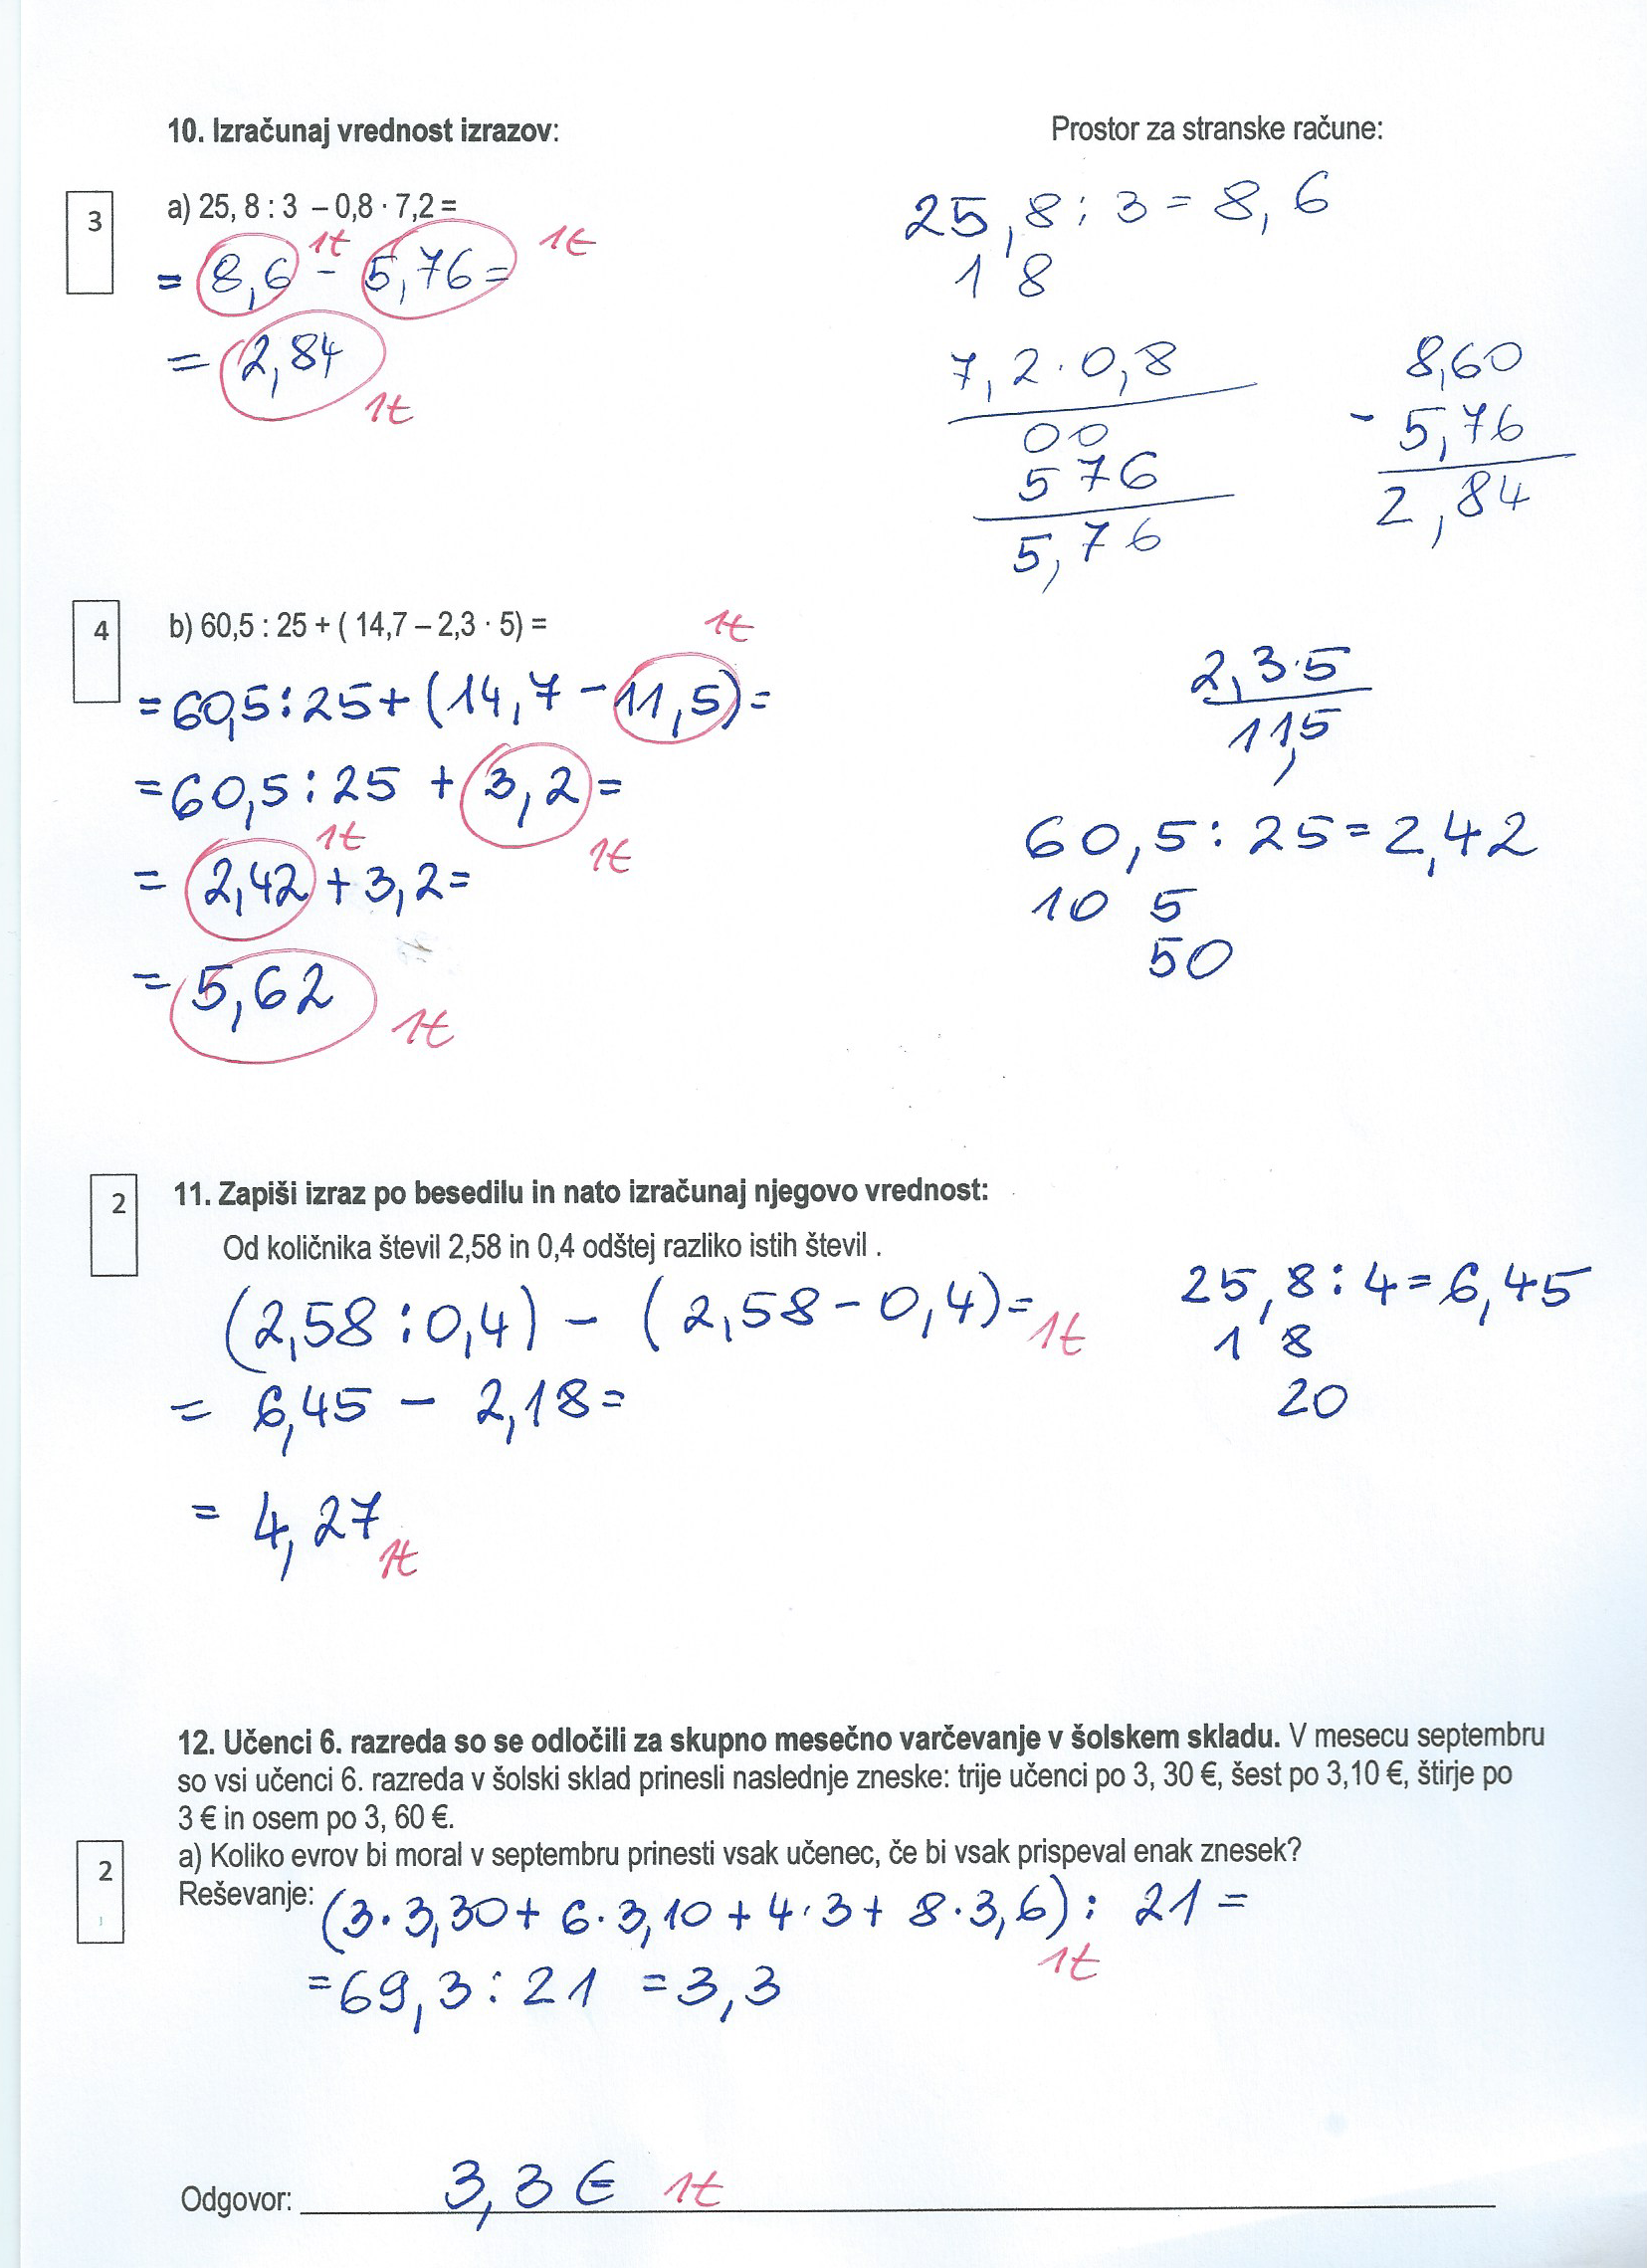 10. Izračunaj vrednost izrazov:
Prostor za stranske račune:
3
a) 25, 8 : 3 – 0,8 · 7,2 =
= 8,6 - 5,76 =
1t
1t
= 2,84
1t
25,8 : 3 = 8,6
1 8
7,2 · 0,8
00
576
5,76
8,60
- 5,76
2,84
4
b) 60,5 : 25 + ( 14,7 – 2,3 · 5) =
1t
= 60,5 : 25 + (14,7 - 11,5) =
= 60,5 : 25 + 3,2 =
1t
1t
= 2,42 + 3,2 =
= 5,62
1t
2,3·5
11,5
60,5 : 25 = 2,42
10 5
50
2
11. Zapiši izraz po besedilu in nato izračunaj njegovo vrednost:
Od količnika števil 2,58 in 0,4 odštej razliko istih števil .
(2,58 : 0,4) - (2,58 - 0,4) =
1t
= 6,45 - 2,18 =
= 4,27
1t
25,8 : 4 = 6,45
1 8
20
12. Učenci 6. razreda so se odločili za skupno mesečno varčevanje v šolskem skladu. V mesecu septembru
so vsi učenci 6. razreda v šolski sklad prinesli naslednje zneske: trije učenci po 3, 30 €, šest po 3,10 €, štirje po
3 € in osem po 3, 60 €.
2
a) Koliko evrov bi moral v septembru prinesti vsak učenec, če bi vsak prispeval enak znesek?
Reševanje: (3·3,30 + 6·3,10 + 4·3 + 8·3,6) : 21 =
1t
= 69,3 : 21 = 3,3
Odgovor: 3,3 € 1t